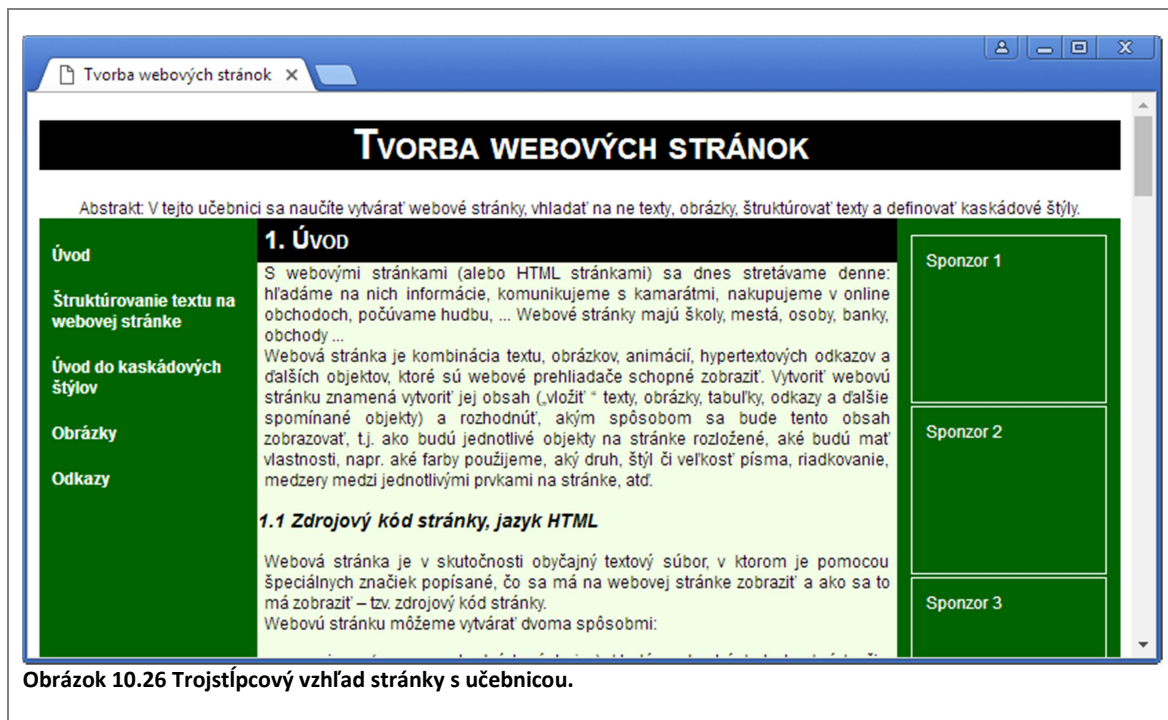 Tvorba webových stránok
TVORBA WEBOVÝCH STRÁNOK
Abstrakt: V tejto učebnici sa naučíte vytvárať webové stránky, vhladať na ne texty, obrázky, štruktúrovať texty a definovať kaskádové štýly.
Úvod
Štruktúrovanie textu na
webovej stránke
Úvod do kaskádových
štýlov
Obrázky
Odkazy
1. ÚVOD
S webovými stránkami (alebo HTML stránkami) sa dnes stretávame denne:
hľadáme na nich informácie, komunikujeme s kamarátmi, nakupujeme v online
obchodoch, počúvame hudbu, ... Webové stránky majú školy, mestá, osoby, banky,
obchody ...
Webová stránka je kombinácia textu, obrázkov, animácií, hypertextových odkazov a
ďalších objektov, ktoré sú webové prehliadače schopné zobraziť. Vytvoriť webovú
stránku znamená vytvoriť jej obsah („vložiť “ texty, obrázky, tabuľky, odkazy a ďalšie
spomínané objekty) a rozhodnúť, akým spôsobom sa bude tento obsah
zobrazovať, t.j. ako budú jednotlivé objekty na stránke rozložené, aké budú mať
vlastnosti, napr. aké farby použijeme, aký druh, štýl či veľkosť písma, riadkovanie,
medzery medzi jednotlivými prvkami na stránke, atď.
1.1 Zdrojový kód stránky, jazyk HTML
Webová stránka je v skutočnosti obyčajný textový súbor, v ktorom je pomocou
špeciálnych značiek popísané, čo sa má na webovej stránke zobraziť a ako sa to
má zobraziť – tzv. zdrojový kód stránky.
Webovú stránku môžeme vytvárať dvoma spôsobmi:
Sponzor 1
Sponzor 2
Sponzor 3
Obrázok 10.26 Trojstĺpcový vzhľad stránky s učebnicou.